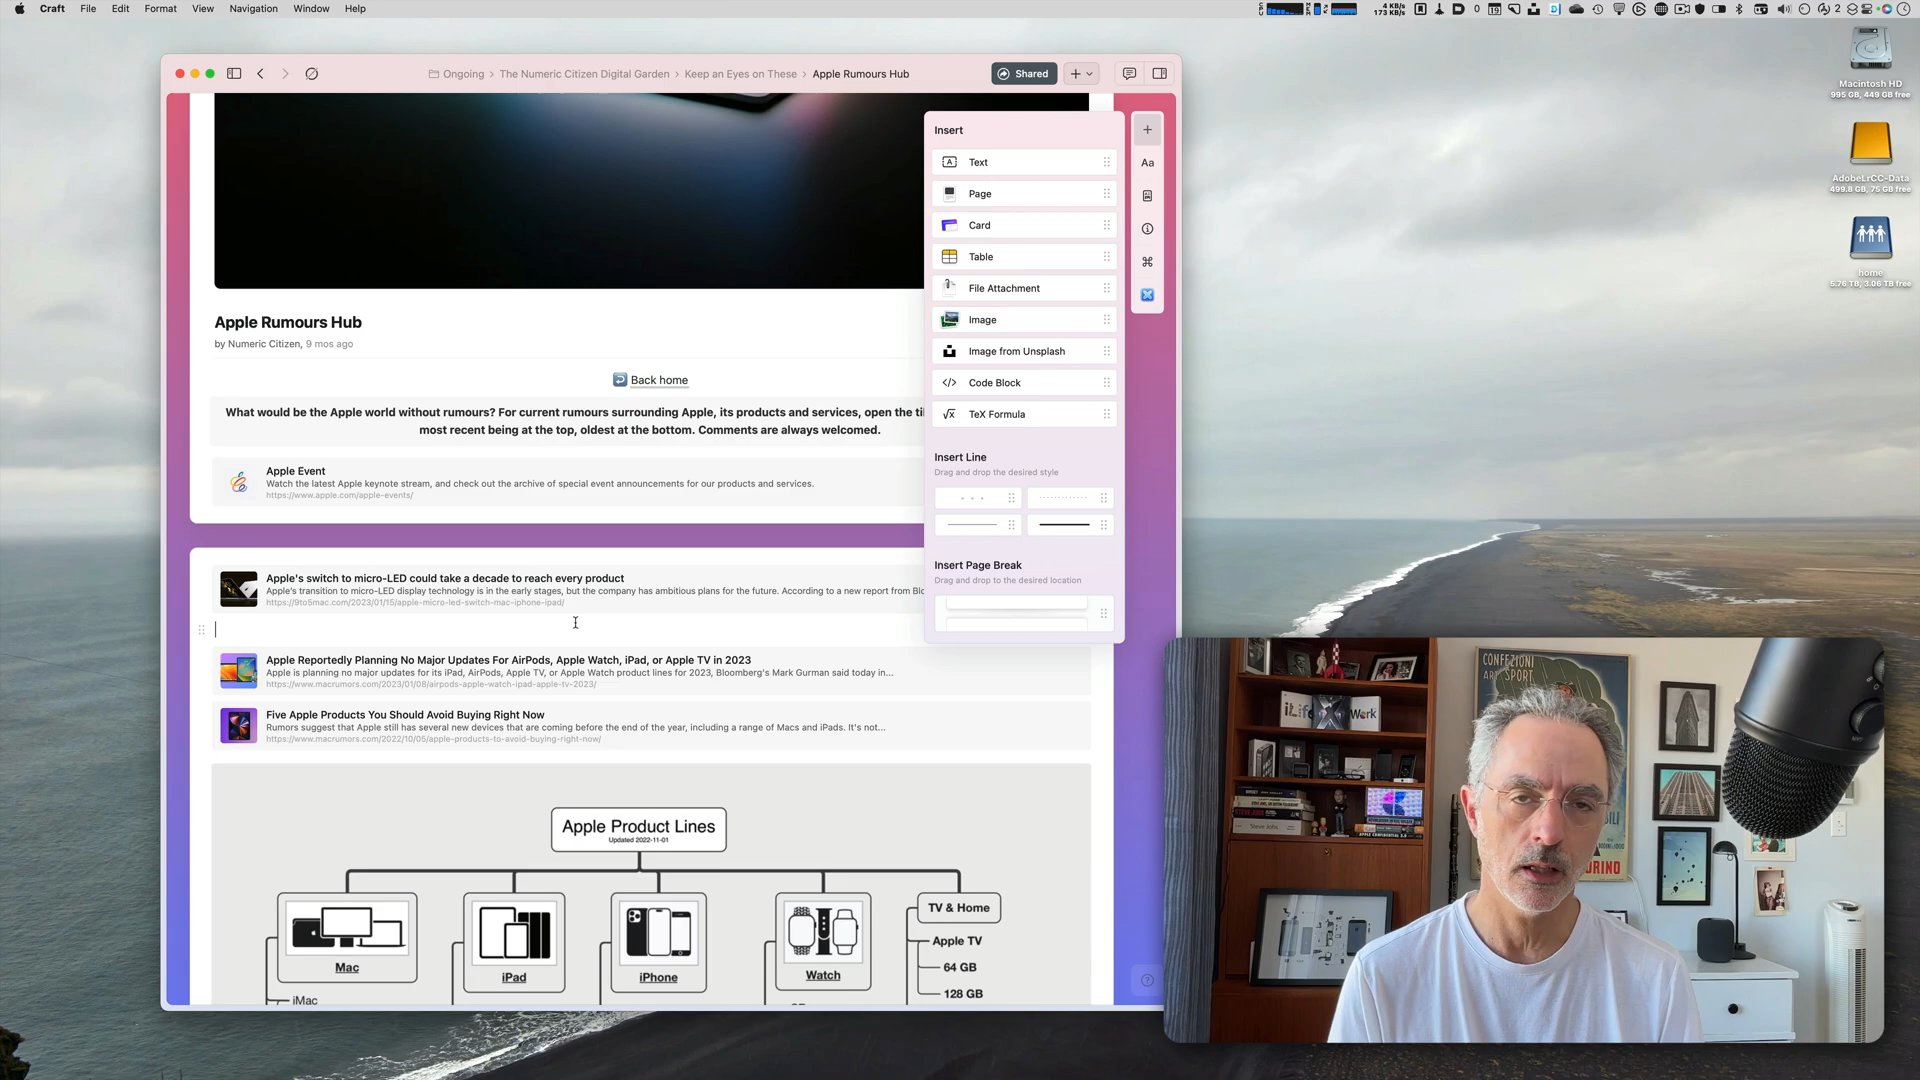 Craft File Edit Format View Navigation Window Help
4 KB/s
173 KB/s
0
19
2
Macintosh HD
995 GB, 449 GB free
AdobeLrCC-Data
499.8 GB, 75 GB free
home
5.76 TB, 3.06 TB free
Ongoing > The Numeric Citizen Digital Garden > Keep an Eyes on These > Apple Rumours Hub
Shared
Insert
Text
Page
Card
Table
File Attachment
Image
Image from Unsplash
Code Block
TeX Formula
Insert Line
Drag and drop the desired style
Insert Page Break
Drag and drop to the desired location
Aa
Apple Rumours Hub
by Numeric Citizen, 9 mos ago
Back home
What would be the Apple world without rumours? For current rumours surrounding Apple, its products and services, open the
most recent being at the top, oldest at the bottom. Comments are always welcomed.
Apple Event
Watch the latest Apple keynote stream, and check out the archive of special event announcements for our products and services.
https://www.apple.com/apple-events/
Apple's switch to micro-LED could take a decade to reach every product
Apple's transition to micro-LED display technology is in the early stages, but the company has ambitious plans for the future. According to a new report from
https://9to5mac.com/2023/01/15/apple-micro-led-switch-mac-iphone-ipad/
Apple Reportedly Planning No Major Updates For AirPods, Apple Watch, iPad, or Apple TV in 2023
Apple is planning no major updates for its iPad, AirPods, Apple TV, or Apple Watch product lines for 2023, Bloomberg's Mark Gurman said today in...
https://www.macrumors.com/2023/01/08/airpods-apple-watch-ipad-apple-tv-2023/
Five Apple Products You Should Avoid Buying Right Now
Rumors suggest that Apple still has several new devices that are coming before the end of the year, including a range of Macs and iPads. It's not...
https://www.macrumors.com/2022/10/05/apple-products-to-avoid-buying-right-now/
Apple Product Lines
Updated 2022-11-01
Mac
iPad
iPhone
Watch
TV & Home
Apple TV
64 GB
128 GB
iMac
CONFEZIONI
SPORT
iLife
Work
Steve Jobs